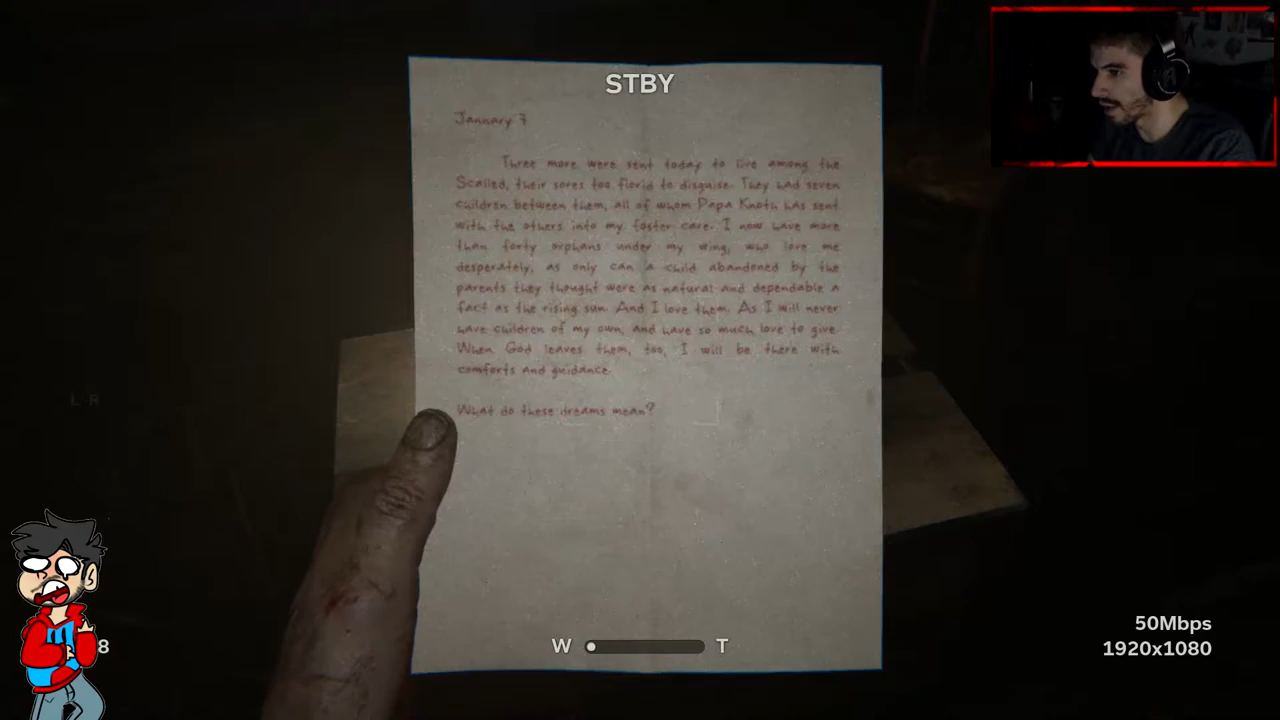 STBY
January 7
Three more were sent today to live among the
Scalled, their sores too florid to disguise. They had seven
children between them, all of whom Papa Knoth has sent
with the others into my foster care. I now have more
than forty orphans under my wing, who love me
desperately, as only can a child abandoned by the
parents they thought were as natural and dependable a
fact as the rising sun. And I love them. As I will never
have children of my own, and have so much love to give.
When God leaves them, too, I will be there with
comforts and guidance.
What do these dreams mean?
L R
8
W T
50Mbps
1920x1080